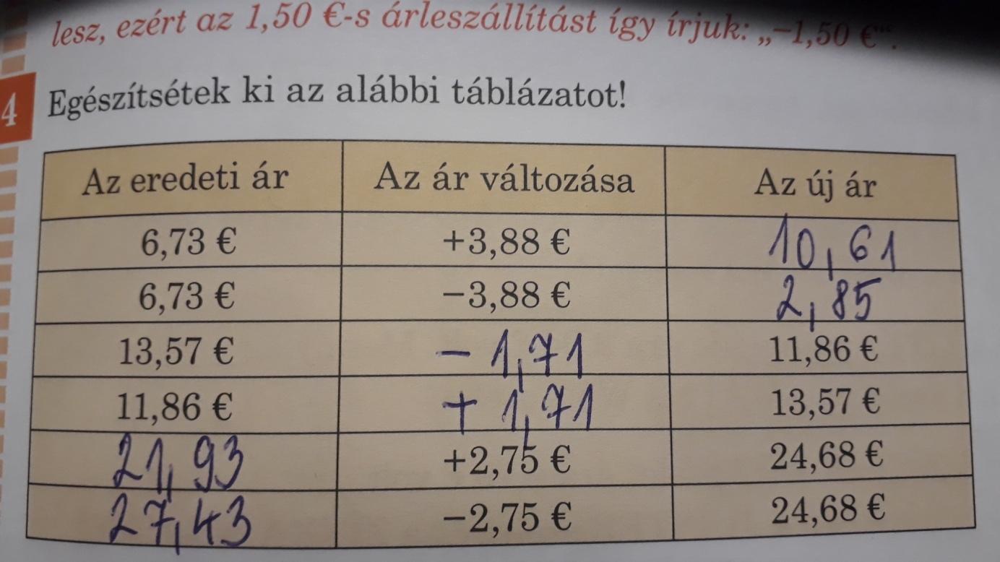 lesz, ezért az 1,50 €-s árleszállítást így írjuk: „−1,50 €“.
4 Egészítsétek ki az alábbi táblázatot!
Az eredeti ár Az ár változása Az új ár
6,73 € +3,88 € 10,61
6,73 € −3,88 € 2,85
13,57 € − 1,71 11,86 €
11,86 € + 1,71 13,57 €
21,93 +2,75 € 24,68 €
27,43 −2,75 € 24,68 €